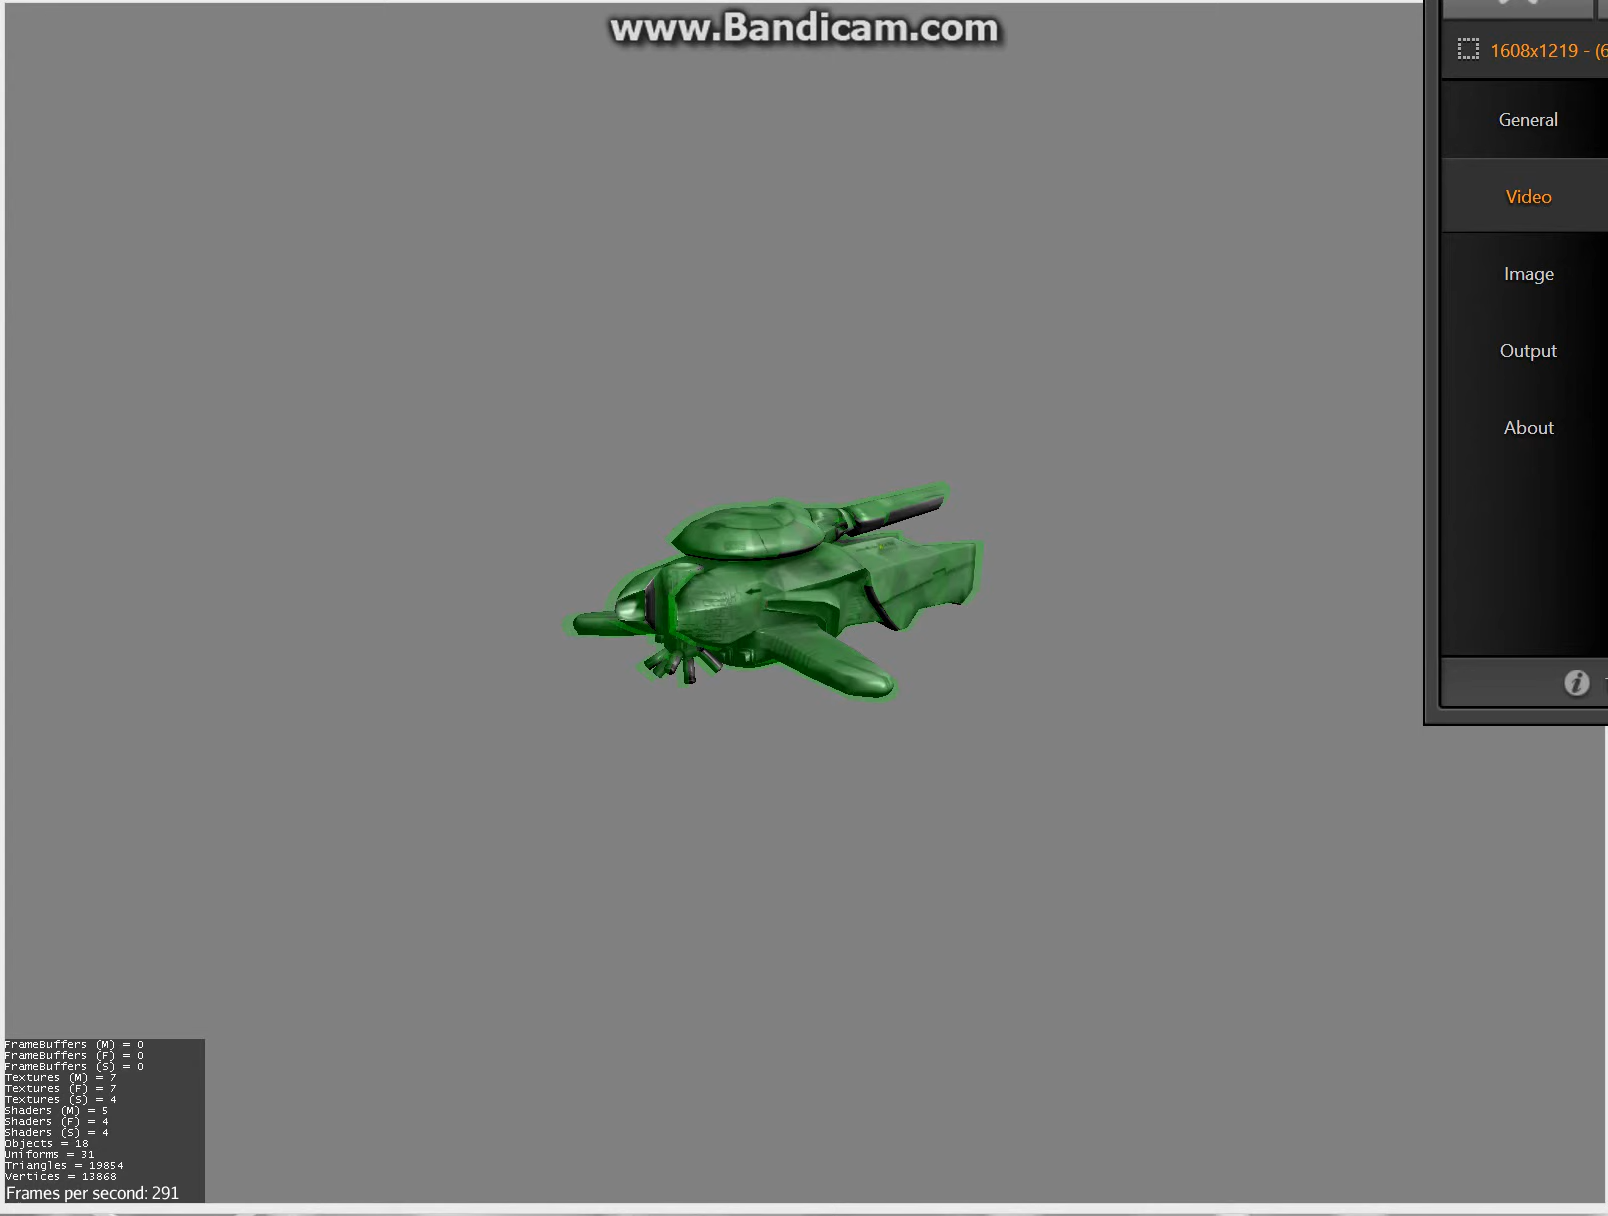 www.Bandicam.com
1608x1219 - (6
General
Video
Image
Output
About
FrameBuffers (M) = 0
FrameBuffers (F) = 0
FrameBuffers (S) = 0
Textures (M) = 7
Textures (F) = 7
Textures (S) = 4
Shaders (M) = 5
Shaders (F) = 4
Shaders (S) = 4
Objects = 18
Uniforms = 31
Triangles = 19854
Vertices = 13868
Frames per second: 291